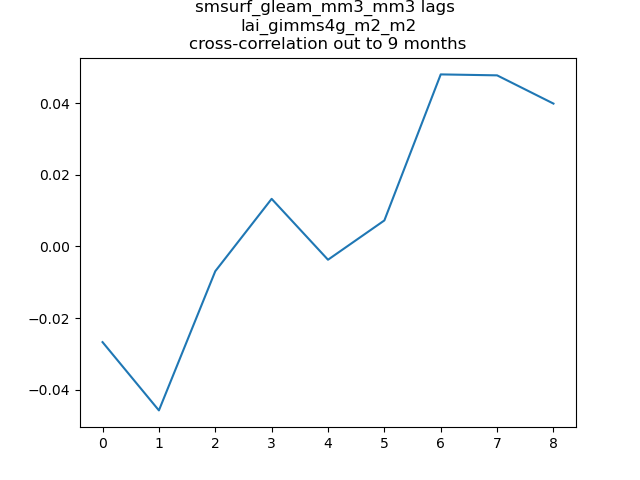 smsurf_gleam_mm3_mm3 lags
lai_gimms4g_m2_m2
cross-correlation out to 9 months
0.04
0.02
0.00
−0.02
−0.04
0 1 2 3 4 5 6 7 8